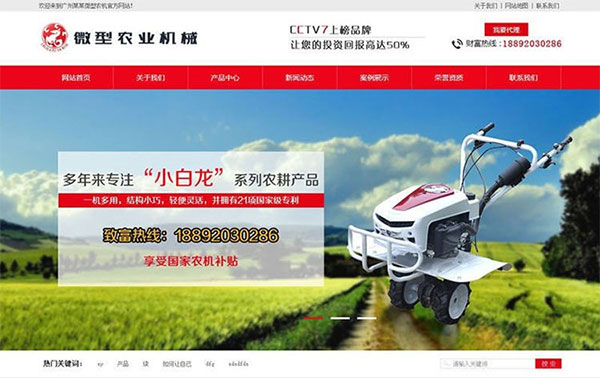 欢迎来到广州某某微型农机官方网站!
关于我们 | 网站地图 | 联系我们
微型农业机械
CCTV7上榜品牌
让您的投资回报高达50%
我要代理
财富热线:18892030286
网站首页 关于我们 产品中心 新闻动态 案例展示 荣誉资质 联系我们
多年来专注“小白龙”系列农耕产品
一机多用，结构小巧，轻便灵活，并拥有21项国家级专利
致富热线：18892030286
享受国家农机补贴
热门关键词： 产品 如何让自己
请输入关键词 搜索